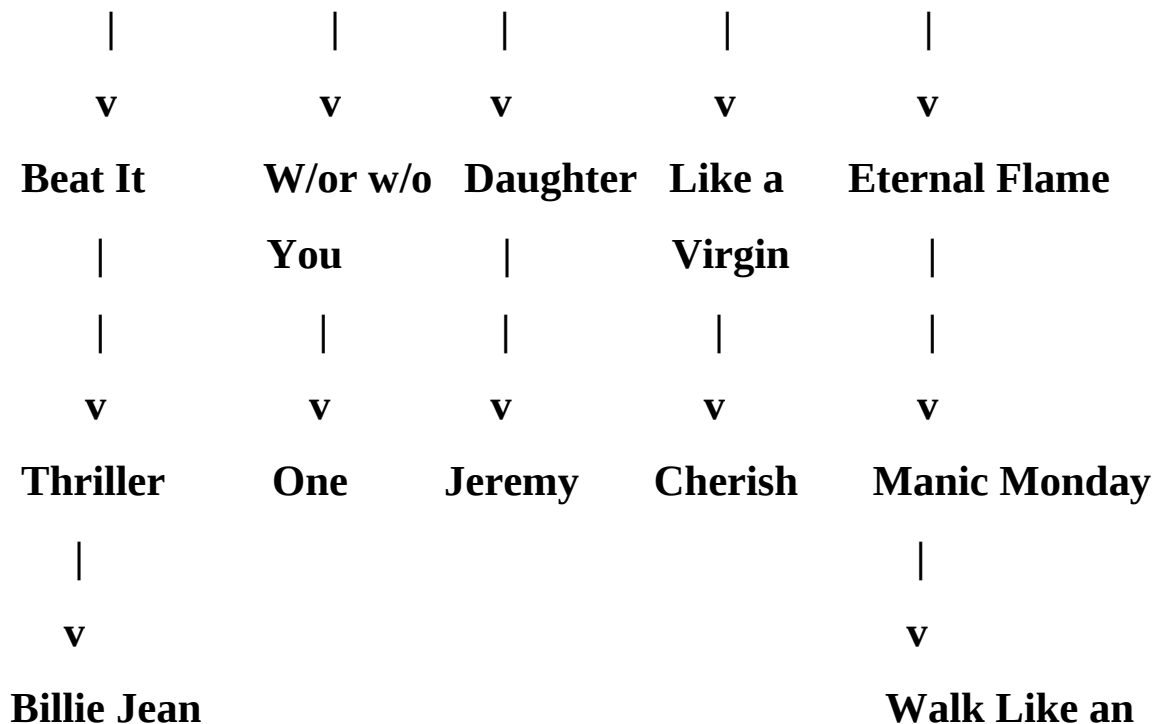 | | | | |
v v v v v
Beat It W/or w/o Daughter Like a Eternal Flame
| You | Virgin |
| | | | |
v v v v v
Thriller One Jeremy Cherish Manic Monday
| |
v v
Billie Jean Walk Like an